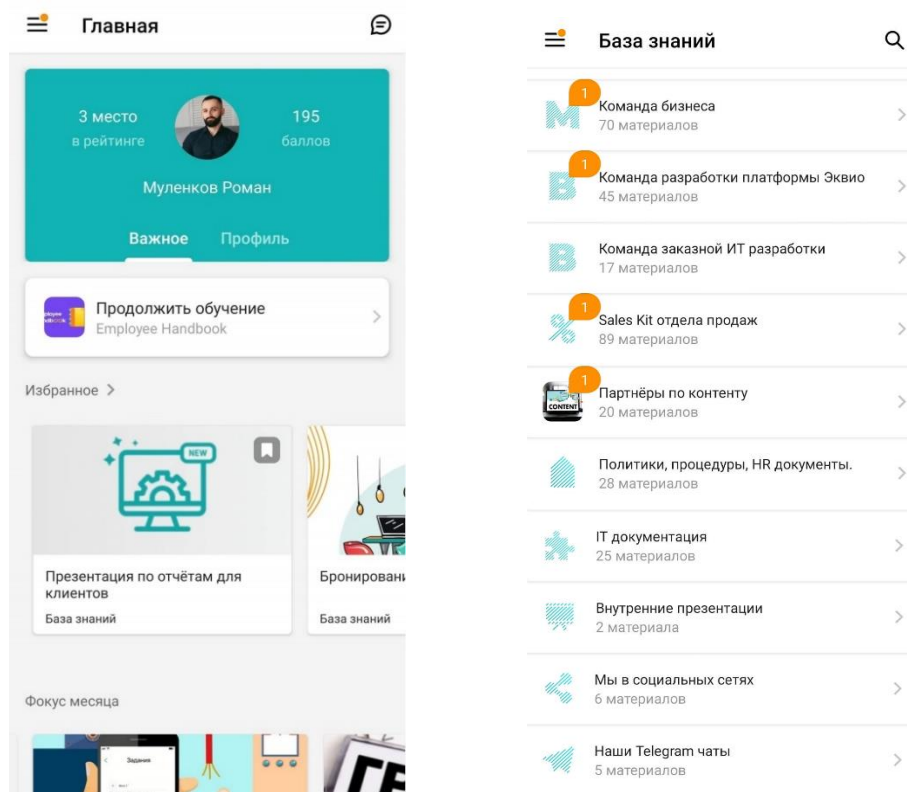 Главная
3 место
в рейтинге
195
баллов
Муленков Роман
Важное Профиль
Продолжить обучение
Employee Handbook
Избранное
NEW
Презентация по отчётам для
клиентов
База знаний
База знаний
Фокус месяца
Задания
База знаний
1
Команда бизнеса
70 материалов
1
Команда разработки платформы Эквио
45 материалов
Команда заказной ИТ разработки
17 материалов
1
Sales Kit отдела продаж
89 материалов
1
CONTENT
Партнёры по контенту
20 материалов
Политики, процедуры, HR документы.
28 материалов
IT документация
25 материалов
Внутренние презентации
2 материала
Мы в социальных сетях
6 материалов
Наши Telegram чаты
5 материалов